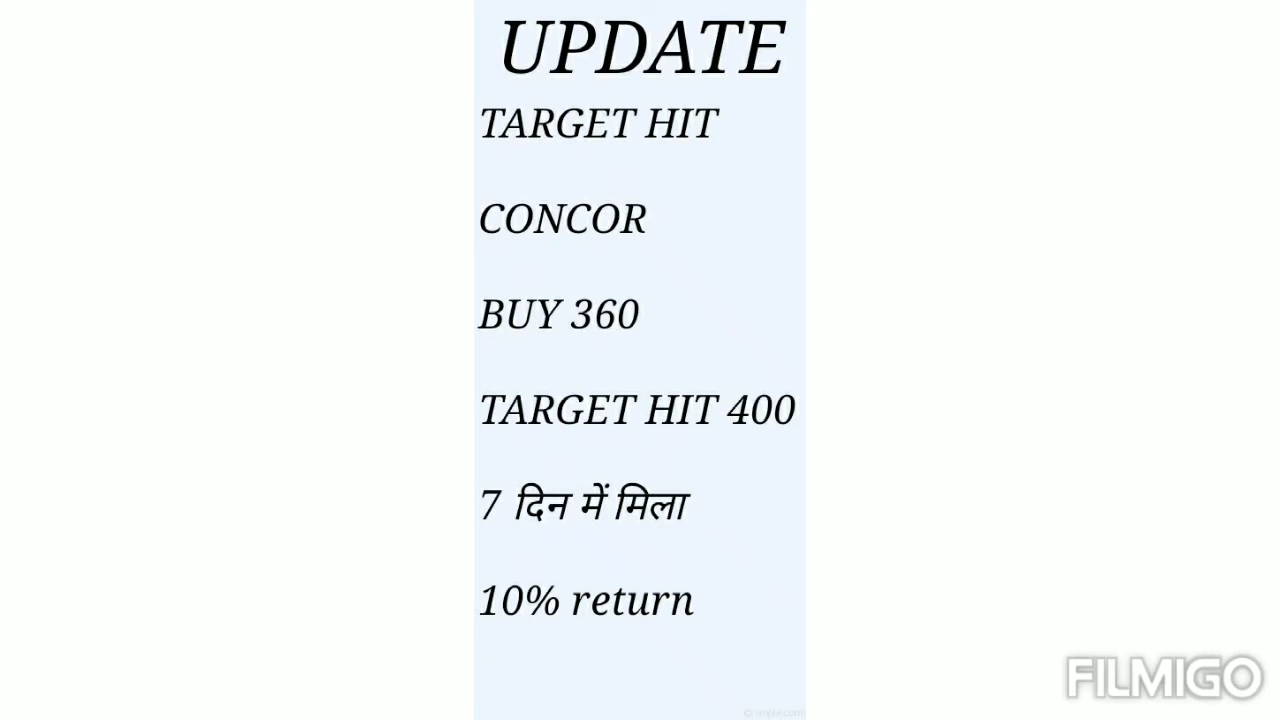 UPDATE
TARGET HIT
CONCOR
BUY 360
TARGET HIT 400
7 दिन में मिला
10% return
FILMIGO